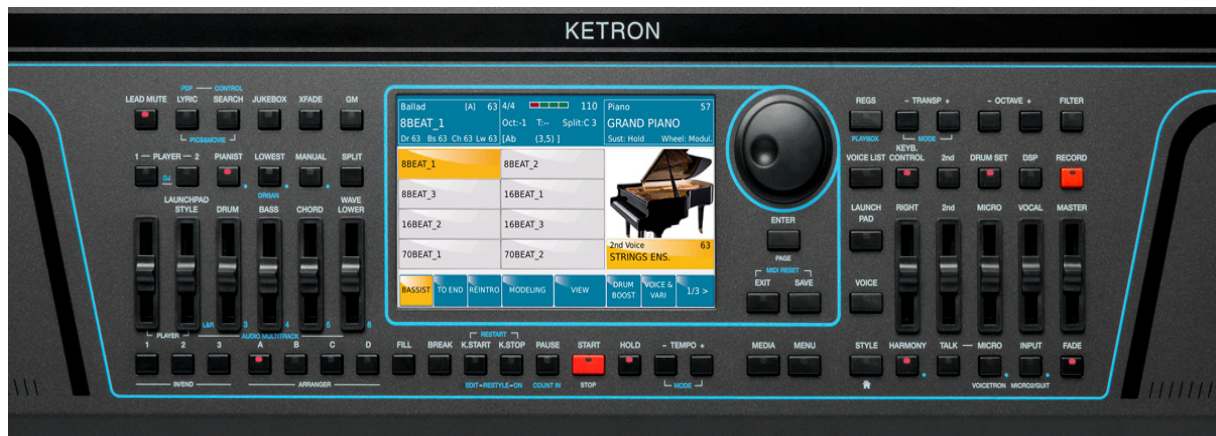 KETRON
PDF — CONTROL
LEAD MUTE LYRIC SEARCH JUKEBOX XFADE GM
PIC&MOVIE
1 — PLAYER — 2 PIANIST LOWEST MANUAL SPLIT
DJ
ORGAN
LAUNCHPAD
STYLE DRUM BASS CHORD WAVE
LOWER
L&R 3 4 5 6
PLAYER AUDIO MULTITRACK
1 2 3 A B C D
IN/END ARRANGER
RESTART
FILL BREAK K.START K.STOP PAUSE START HOLD - TEMPO +
EDIT–RESTYLE–ON COUNT IN STOP MODE
Ballad [A] 63 4/4 110 Piano 57
8BEAT_1 Oct:-1 T:-- Split:C 3 GRAND PIANO
Dr 63 Bs 63 Ch 63 Lw 63 [Ab (3,5) ] Sust: Hold Wheel: Modul.
8BEAT_1 8BEAT_2
8BEAT_3 16BEAT_1
16BEAT_2 16BEAT_3
70BEAT_1 70BEAT_2
2nd Voice 63
STRINGS ENS.
BASSIST TO END REINTRO MODELING VIEW DRUM
BOOST VOICE &
VARI 1/3 >
ENTER
PAGE
MIDI RESET
EXIT SAVE
MEDIA MENU
REGS - TRANSP + - OCTAVE + FILTER
PLAYBOX MODE
VOICE LIST KEYB.
CONTROL 2nd DRUM SET DSP RECORD
LAUNCH
PAD RIGHT 2nd MICRO VOCAL MASTER
VOICE
STYLE HARMONY TALK — MICRO INPUT FADE
VOICETRON MICRO2/GUIT